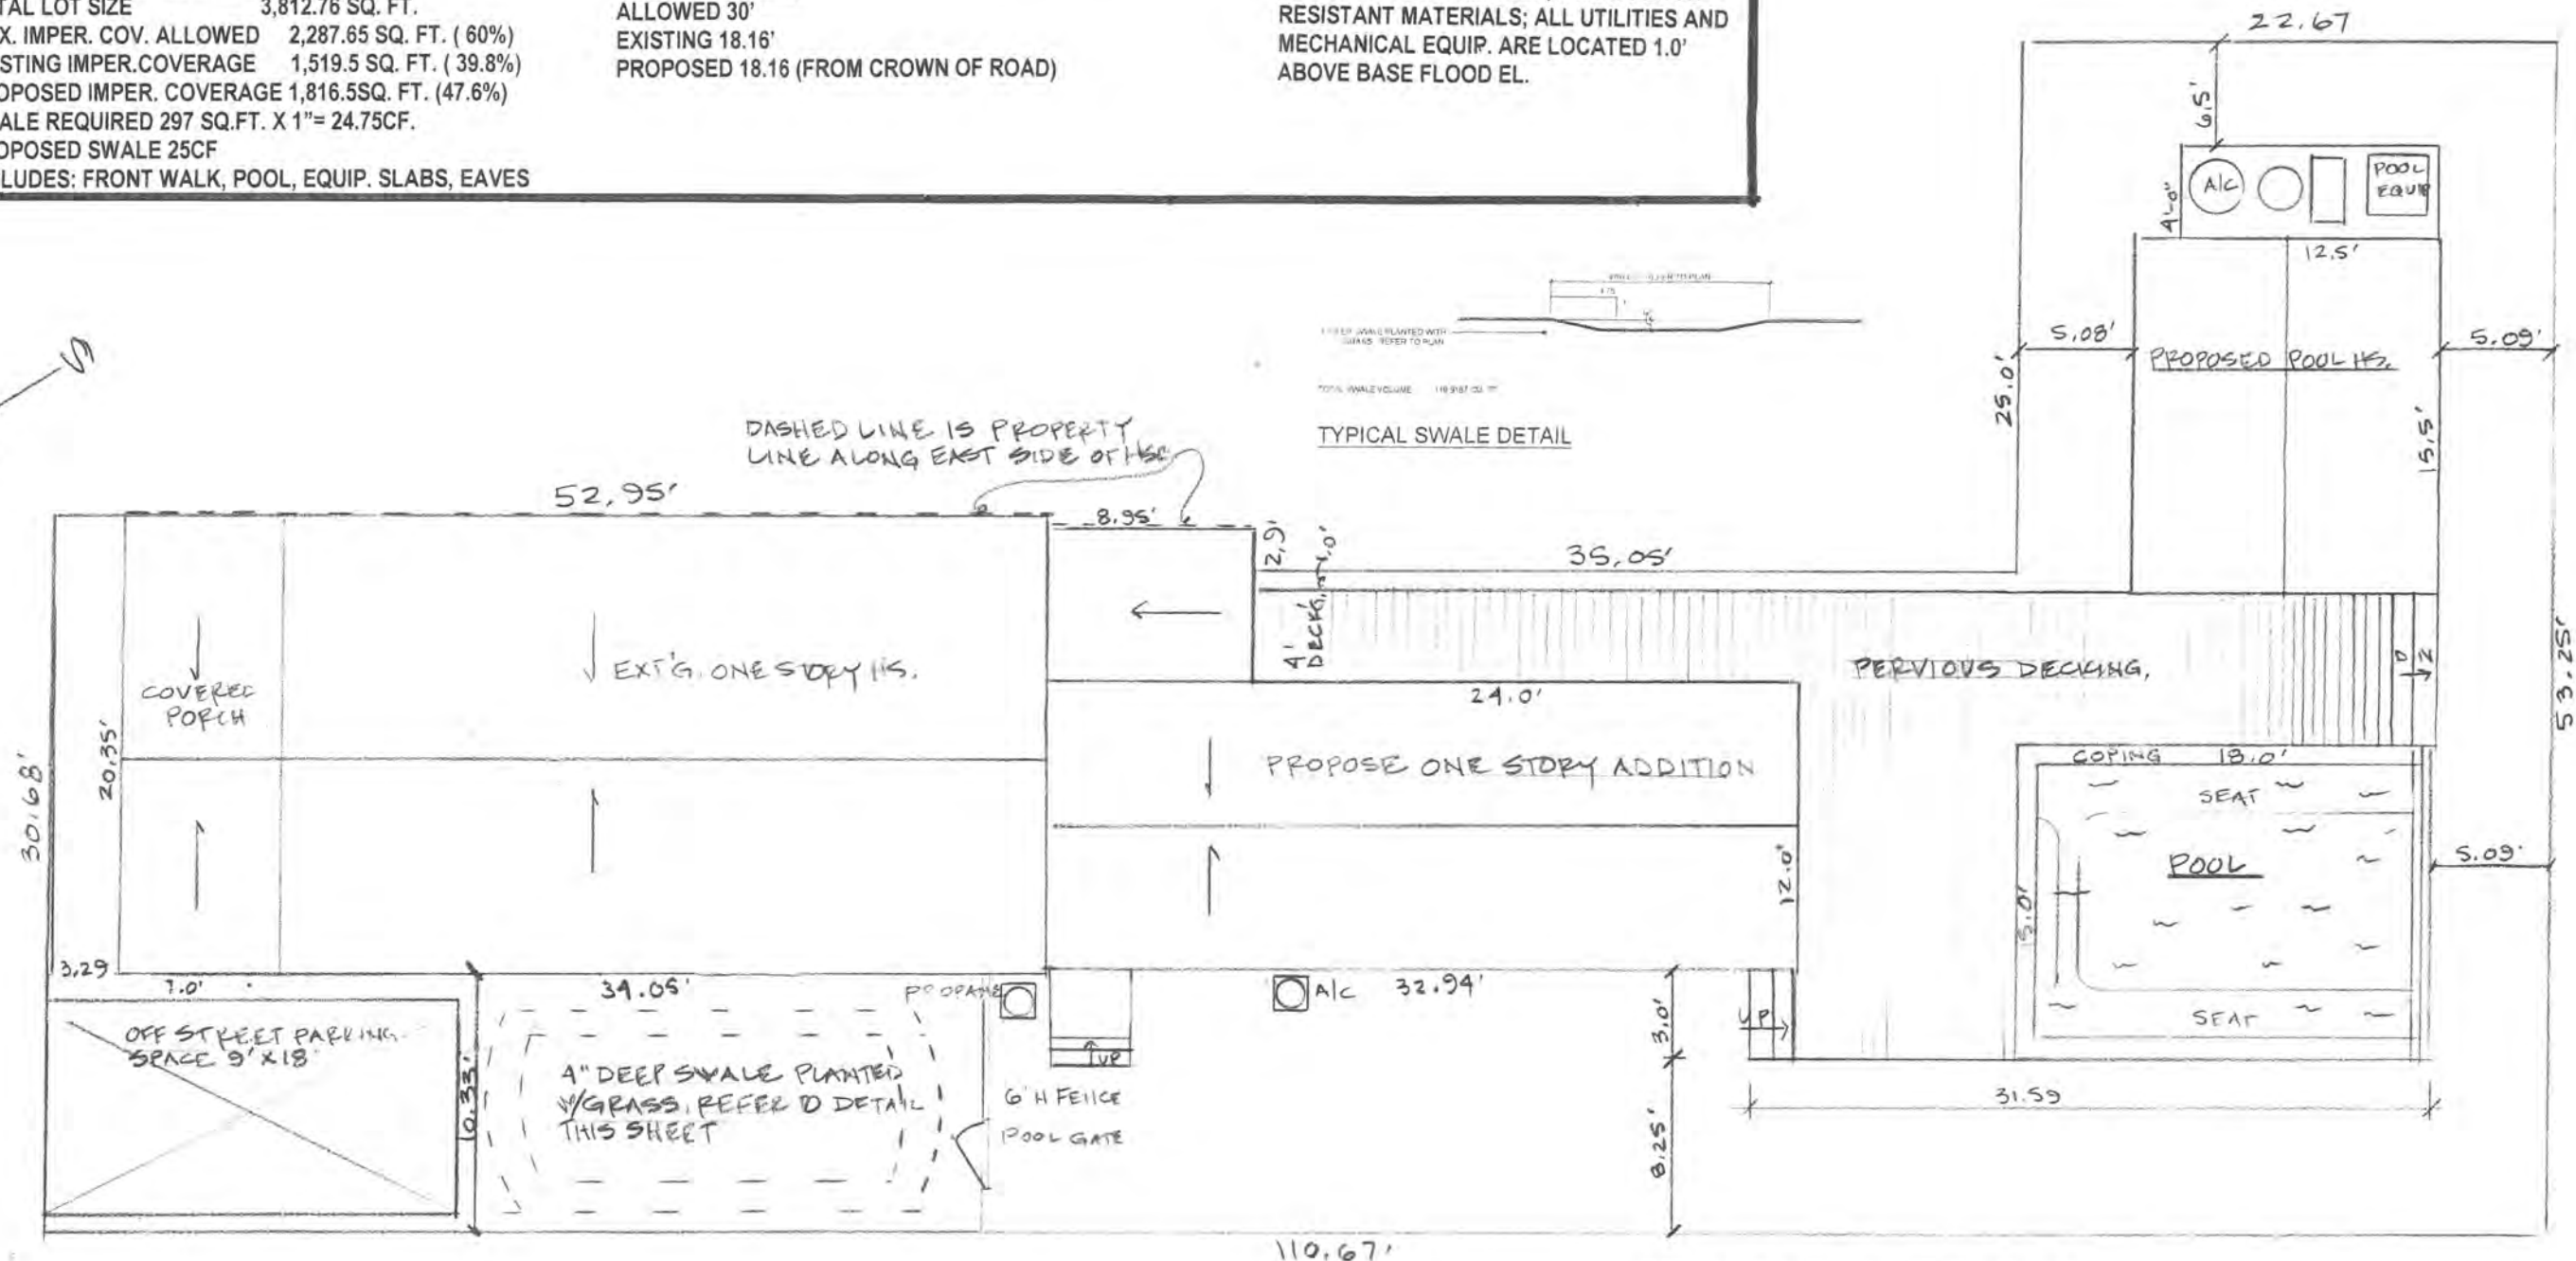 TAL LOT SIZE 3,812.76 SQ. FT.
X. IMPER. COV. ALLOWED 2,287.65 SQ. FT. ( 60%)
STING IMPER.COVERAGE 1,519.5 SQ. FT. ( 39.8%)
OPOSED IMPER. COVERAGE 1,816.5SQ. FT. (47.6%)
ALE REQUIRED 297 SQ.FT. X 1"= 24.75CF.
OPOSED SWALE 25CF
LUDES: FRONT WALK, POOL, EQUIP. SLABS, EAVES
ALLOWED 30'
EXISTING 18.16'
PROPOSED 18.16 (FROM CROWN OF ROAD)
RESISTANT MATERIALS; ALL UTILITIES AND
MECHANICAL EQUIP. ARE LOCATED 1.0'
ABOVE BASE FLOOD EL.
22.67
6.5'
A/C
POOL
EQUIP
4'-0"
12.5'
5.08'
PROPOSED POOL HS.
5.09'
25.0'
15.5'
S
TOTAL SWALE VOLUME
TYPICAL SWALE DETAIL
DASHED LINE IS PROPERTY
LINE ALONG EAST SIDE OF HSE
52.95'
8.95'
2.9'
1.0'
4'
DECK'G
35.05'
COVERED
PORCH
EXT'G. ONE STORY HS.
24.0'
PERVIOUS DECKING.
D
2
53.25'
30.68'
20.35'
PROPOSE ONE STORY ADDITION
12.0'
COPING 18.0'
SEAT
POOL
15.0'
SEAT
5.09'
3.29
7.0'
34.05'
PROPANE
A/C 32.94'
3.0'
UP
UP
OFF STREET PARKING
SPACE 9' X 18'
10.33'
4" DEEP SWALE PLANTED
W/GRASS, REFER TO DETAIL
THIS SHEET
6' H FENCE
POOL GATE
8.25'
31.59
110.67'